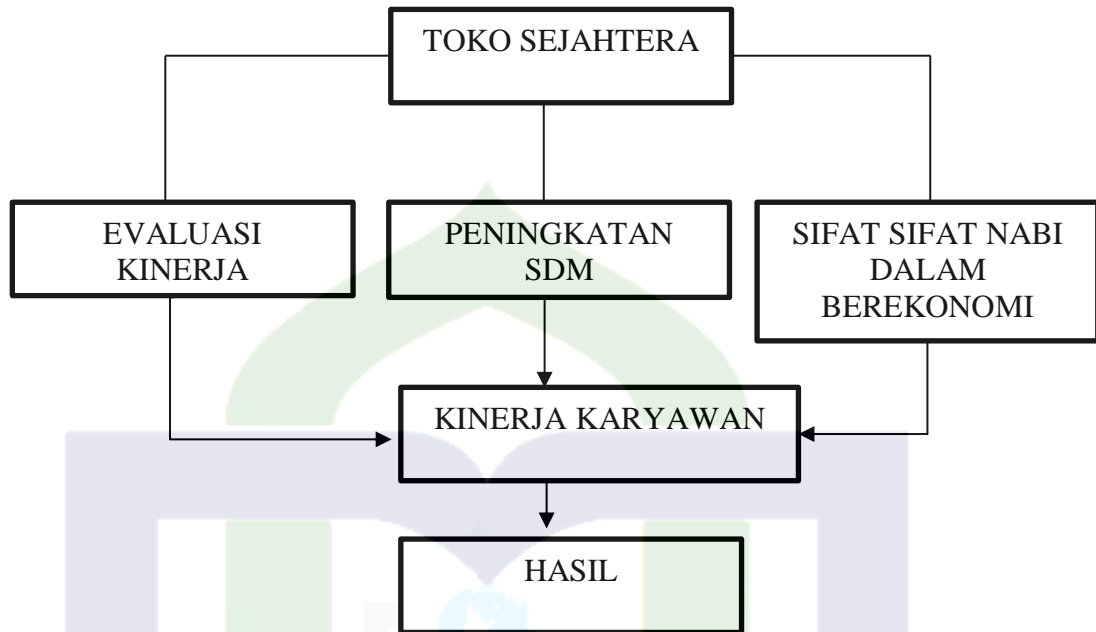 TOKO SEJAHTERA
EVALUASI
KINERJA
PENINGKATAN
SDM
SIFAT SIFAT NABI
DALAM
BEREKONOMI
KINERJA KARYAWAN
HASIL